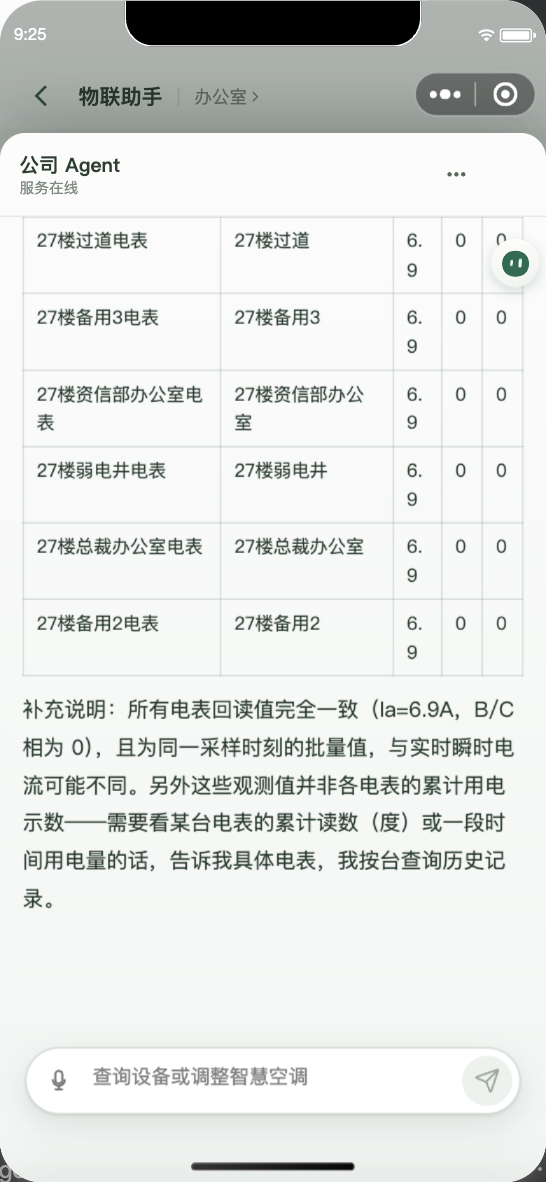 9:25
物联助手 办公室
公司 Agent
服务在线
27楼过道电表 27楼过道 6.9 0 0
27楼备用3电表 27楼备用3 6.9 0 0
27楼资信部办公室电表 27楼资信部办公室 6.9 0 0
27楼弱电井电表 27楼弱电井 6.9 0 0
27楼总裁办公室电表 27楼总裁办公室 6.9 0 0
27楼备用2电表 27楼备用2 6.9 0 0
补充说明：所有电表回读值完全一致（Ia=6.9A，B/C
相为 0），且为同一采样时刻的批量值，与实时瞬时电
流可能不同。另外这些观测值并非各电表的累计用电
示数——需要看某台电表的累计读数（度）或一段时
间用电量的话，告诉我具体电表，我按台查询历史记
录。
查询设备或调整智慧空调